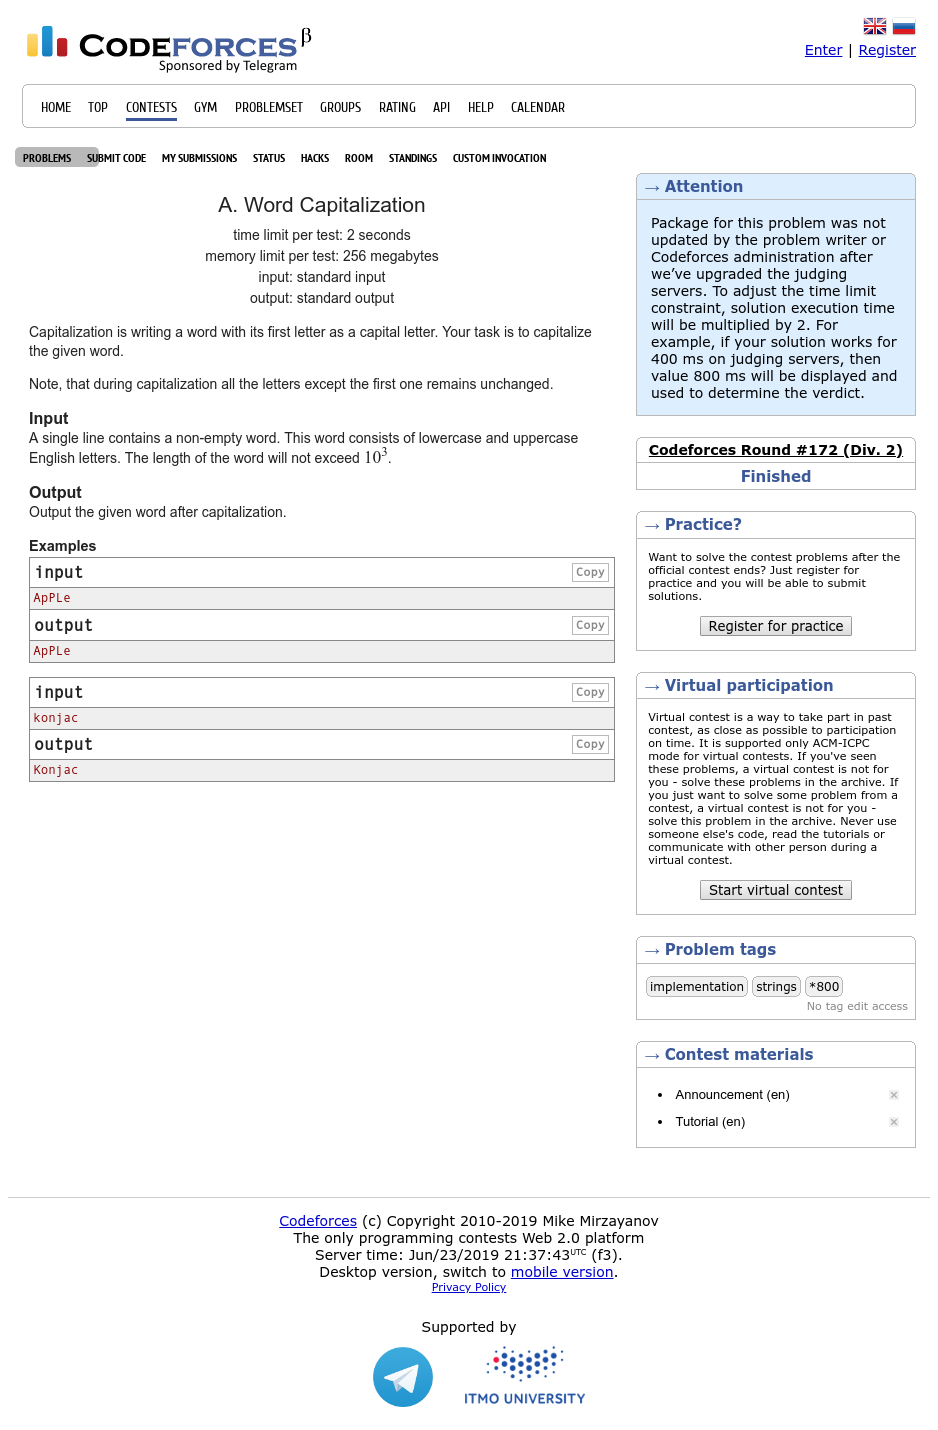 CODEFORCES β
Sponsored by Telegram
Enter | Register
HOME TOP CONTESTS GYM PROBLEMSET GROUPS RATING API HELP CALENDAR
PROBLEMS SUBMIT CODE MY SUBMISSIONS STATUS HACKS ROOM STANDINGS CUSTOM INVOCATION
A. Word Capitalization
time limit per test: 2 seconds
memory limit per test: 256 megabytes
input: standard input
output: standard output
Capitalization is writing a word with its first letter as a capital letter. Your task is to capitalize
the given word.
Note, that during capitalization all the letters except the first one remains unchanged.
Input
A single line contains a non-empty word. This word consists of lowercase and uppercase
English letters. The length of the word will not exceed 10³.
Output
Output the given word after capitalization.
Examples
input Copy
ApPLe
output Copy
ApPLe
input Copy
konjac
output Copy
Konjac
→ Attention
Package for this problem was not
updated by the problem writer or
Codeforces administration after
we’ve upgraded the judging
servers. To adjust the time limit
constraint, solution execution time
will be multiplied by 2. For
example, if your solution works for
400 ms on judging servers, then
value 800 ms will be displayed and
used to determine the verdict.
Codeforces Round #172 (Div. 2)
Finished
→ Practice?
Want to solve the contest problems after the
official contest ends? Just register for
practice and you will be able to submit
solutions.
Register for practice
→ Virtual participation
Virtual contest is a way to take part in past
contest, as close as possible to participation
on time. It is supported only ACM-ICPC
mode for virtual contests. If you've seen
these problems, a virtual contest is not for
you - solve these problems in the archive. If
you just want to solve some problem from a
contest, a virtual contest is not for you -
solve this problem in the archive. Never use
someone else's code, read the tutorials or
communicate with other person during a
virtual contest.
Start virtual contest
→ Problem tags
implementation strings *800
No tag edit access
→ Contest materials
• Announcement (en)
• Tutorial (en)
Codeforces (c) Copyright 2010-2019 Mike Mirzayanov
The only programming contests Web 2.0 platform
Server time: Jun/23/2019 21:37:43 UTC (f3).
Desktop version, switch to mobile version.
Privacy Policy
Supported by
ITMO UNIVERSITY